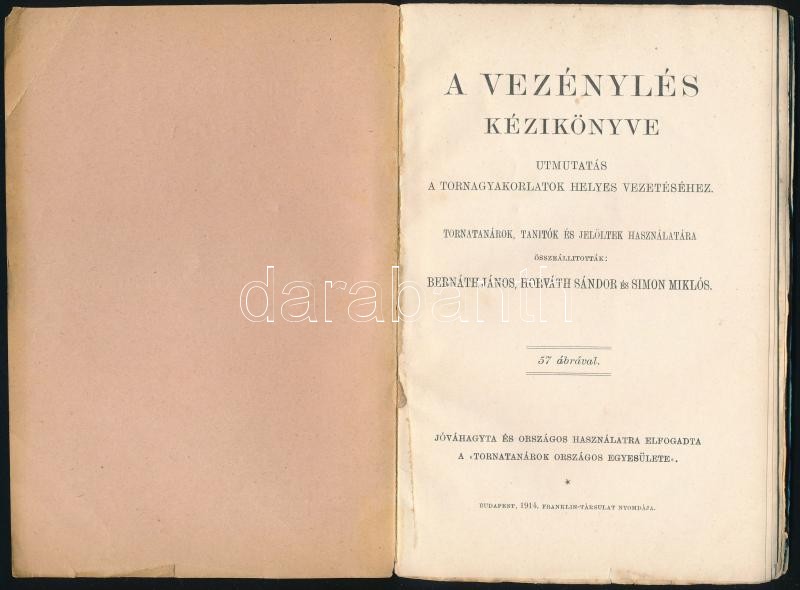 A VEZÉNYLÉS
KÉZIKÖNYVE
UTMUTATÁS
A TORNAGYAKORLATOK HELYES VEZETÉSÉHEZ.
TORNATANÁROK, TANITÓK ÉS JELÖLTEK HASZNÁLATÁRA
ÖSSZEÁLLITOTTÁK:
BERNÁTH JÁNOS, HORVÁTH SÁNDOR ÉS SIMON MIKLÓS.
darabanth
57 ábrával.
JÓVÁHAGYTA ÉS ORSZÁGOS HASZNÁLATRA ELFOGADTA
A «TORNATANÁROK ORSZÁGOS EGYESÜLETE».
*
BUDAPEST, 1914. FRANKLIN-TÁRSULAT NYOMDÁJA.